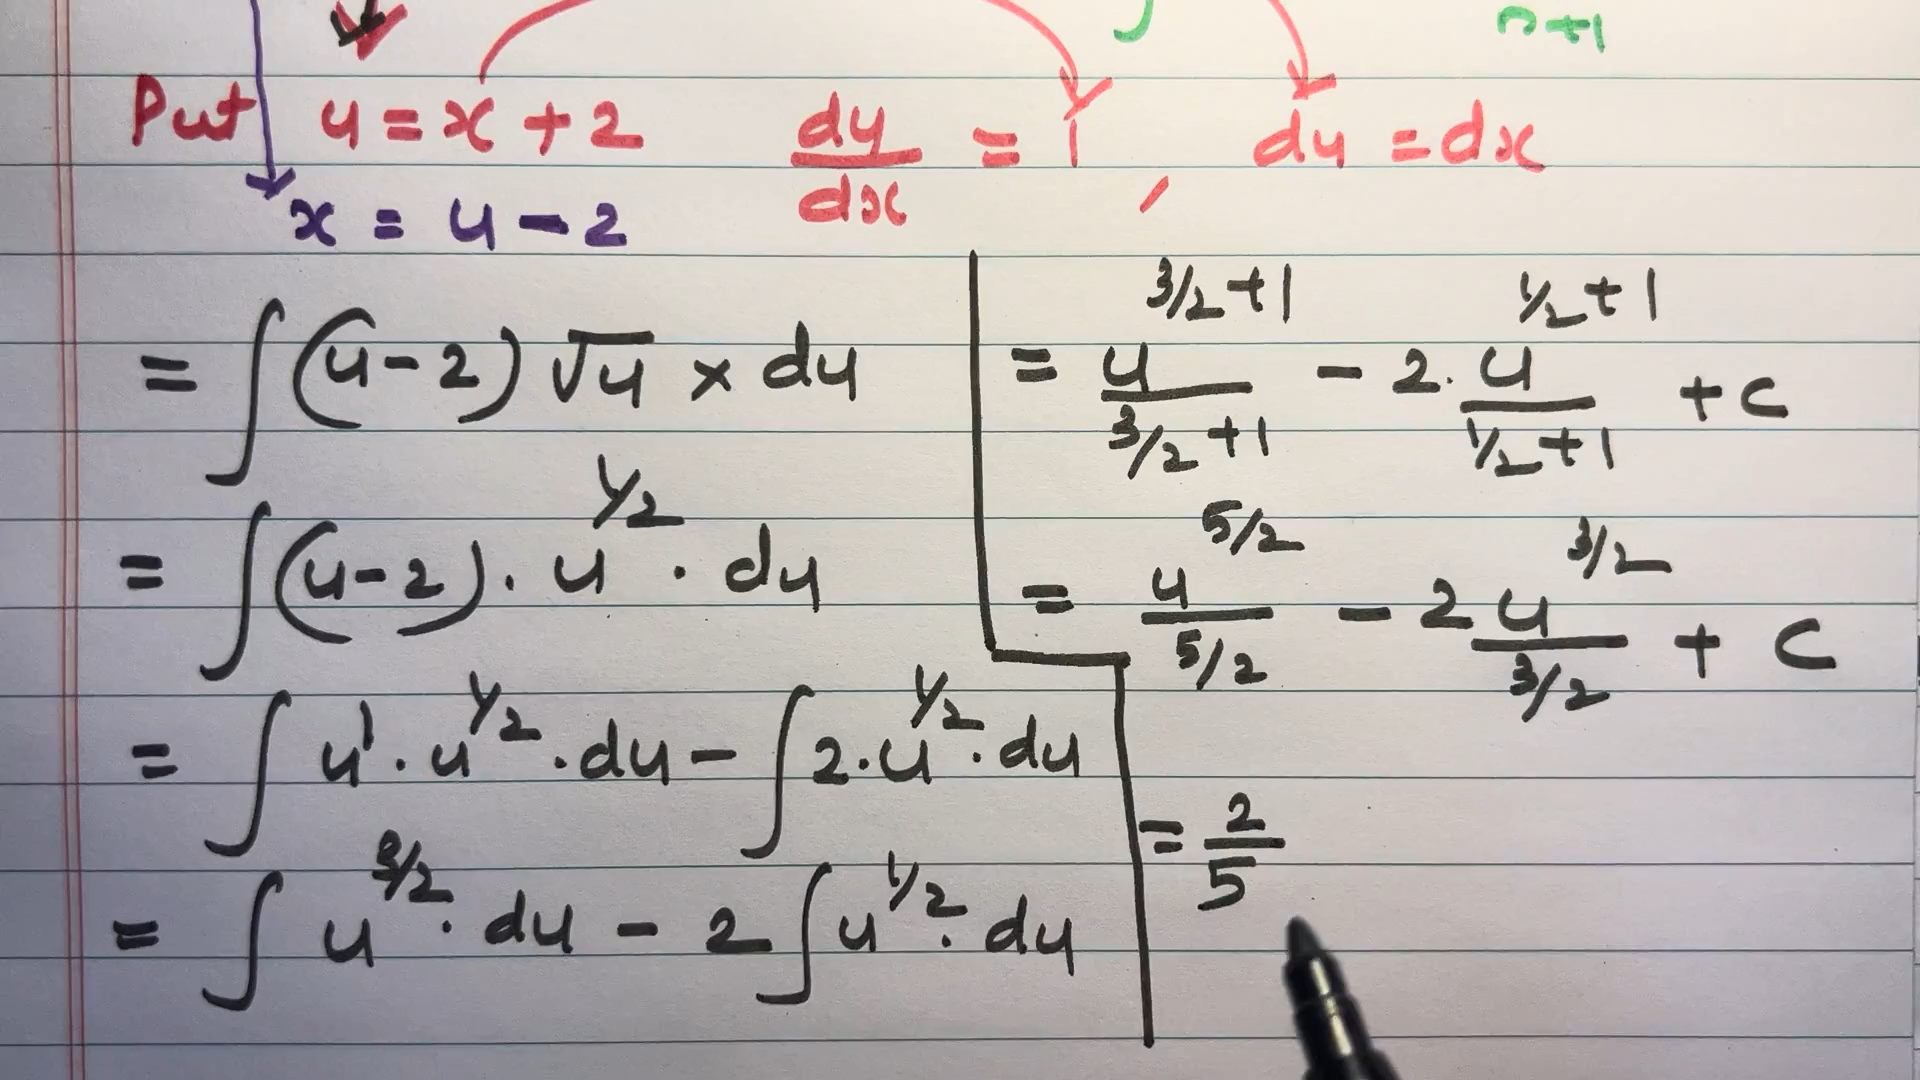 n+1
Put u = x + 2 du/dx = 1, du = dx
x = u - 2
= ∫(u-2) √u × du
= ∫(u-2) . u^1/2 . du
= ∫ u^1 . u^1/2 . du - ∫ 2 . u^1/2 . du
= ∫ u^3/2 . du - 2 ∫ u^1/2 . du
= u^(3/2 + 1) / (3/2 + 1) - 2 . u^(1/2 + 1) / (1/2 + 1) + c
= u^5/2 / 5/2 - 2 u^3/2 / 3/2 + c
= 2/5